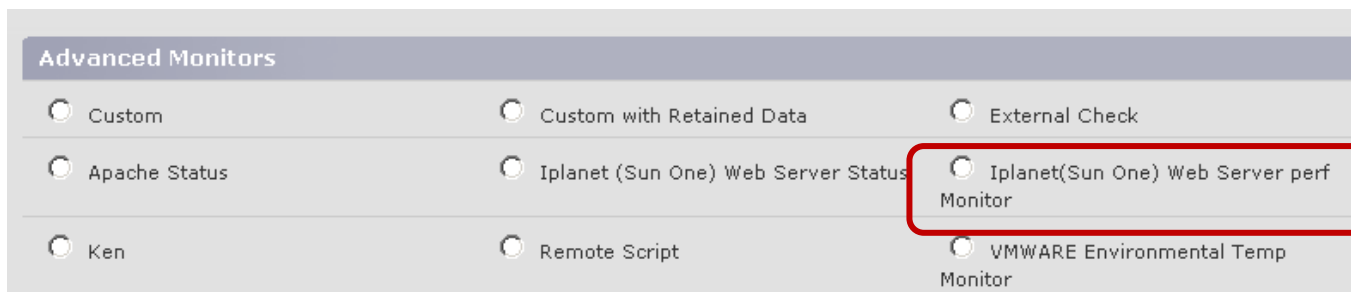 Advanced Monitors
Custom
Custom with Retained Data
External Check
Apache Status
Iplanet (Sun One) Web Server Status
Iplanet(Sun One) Web Server perf
Monitor
Ken
Remote Script
VMWARE Environmental Temp
Monitor